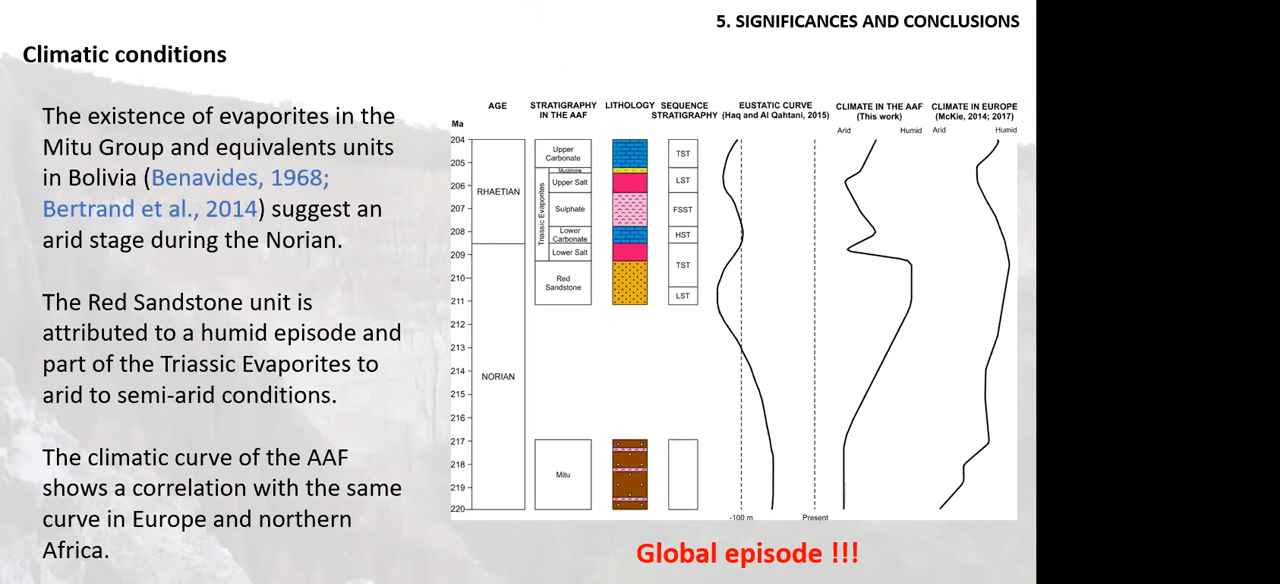 5. SIGNIFICANCES AND CONCLUSIONS
Climatic conditions
The existence of evaporites in the
Mitu Group and equivalents units
in Bolivia (Benavides, 1968;
Bertrand et al., 2014) suggest an
arid stage during the Norian.
The Red Sandstone unit is
attributed to a humid episode and
part of the Triassic Evaporites to
arid to semi-arid conditions.
The climatic curve of the AAF
shows a correlation with the same
curve in Europe and northern
Africa.
Ma
AGE
STRATIGRAPHY
IN THE AAF
LITHOLOGY
SEQUENCE
STRATIGRAPHY
EUSTATIC CURVE
(Haq and Al Qahtani, 2015)
CLIMATE IN THE AAF
(This work)
Arid Humid
CLIMATE IN EUROPE
(McKie, 2014; 2017)
Arid Humid
204
205
206
207
208
209
210
211
212
213
214
215
216
217
218
219
220
RHAETIAN
NORIAN
Upper
Carbonate
Triassic Evaporites
Mudstone
Upper Salt
Sulphate
Lower
Carbonate
Lower Salt
Red
Sandstone
Mitu
TST
LST
FSST
HST
TST
LST
-100 m
Present
Global episode !!!